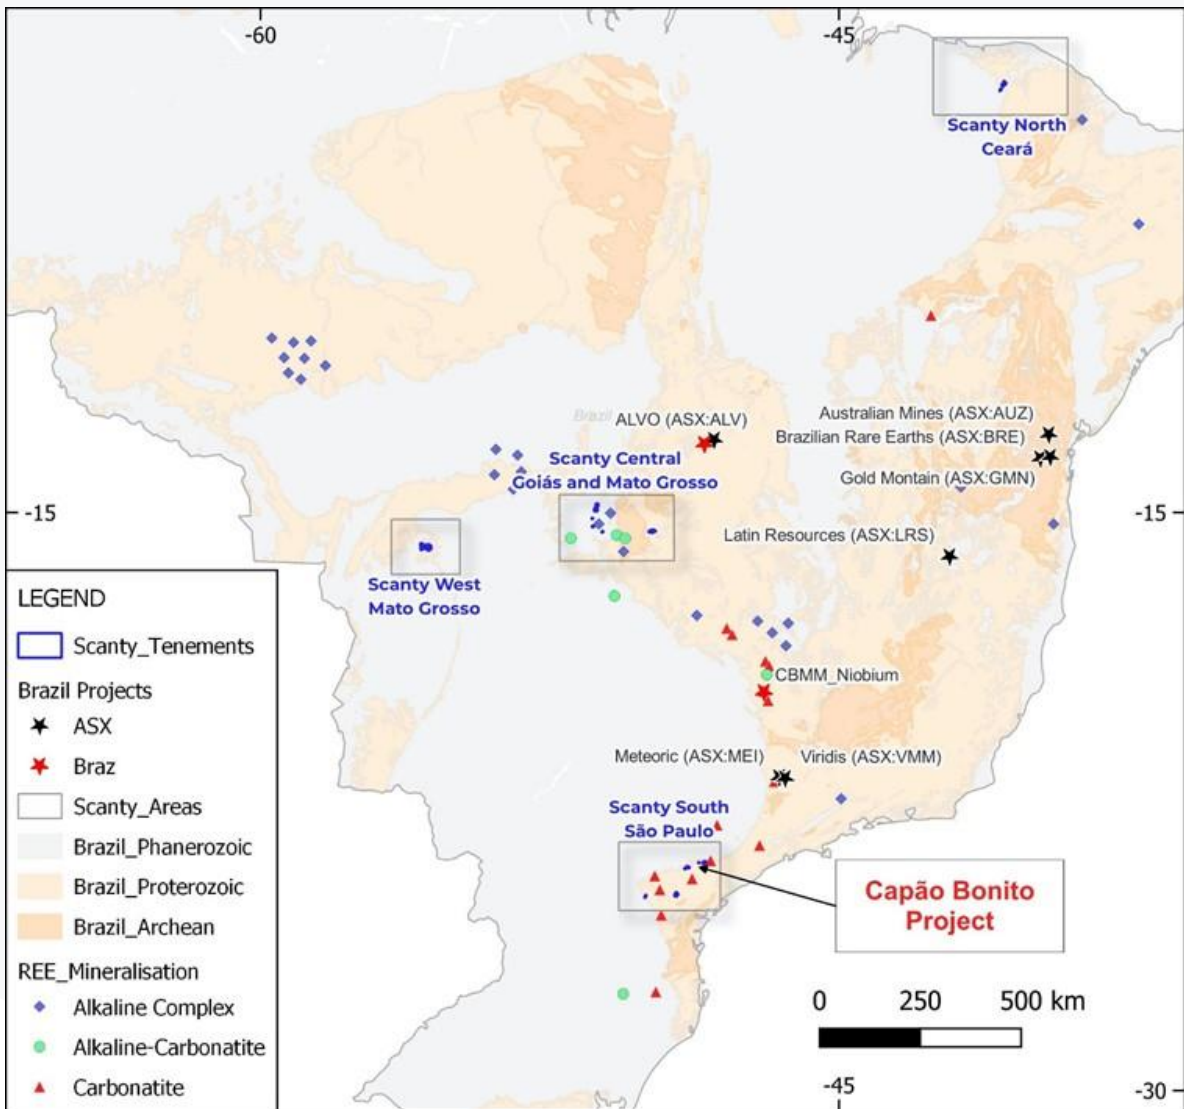 -60
-45
Scanty North
Ceará
Brazil
ALVO (ASX:ALV)
Australian Mines (ASX:AUZ)
Brazilian Rare Earths (ASX:BRE)
Scanty Central
Goiás and Mato Grosso
Gold Montain (ASX:GMN)
-15
-15
Latin Resources (ASX:LRS)
Scanty West
Mato Grosso
CBMM_Niobium
Meteoric (ASX:MEI)
Viridis (ASX:VMM)
Scanty South
São Paulo
Capão Bonito
Project
LEGEND
Scanty_Tenements
Brazil Projects
ASX
Braz
Scanty_Areas
Brazil_Phanerozoic
Brazil_Proterozoic
Brazil_Archean
REE_Mineralisation
Alkaline Complex
Alkaline-Carbonatite
Carbonatite
0 250 500 km
-45
-30